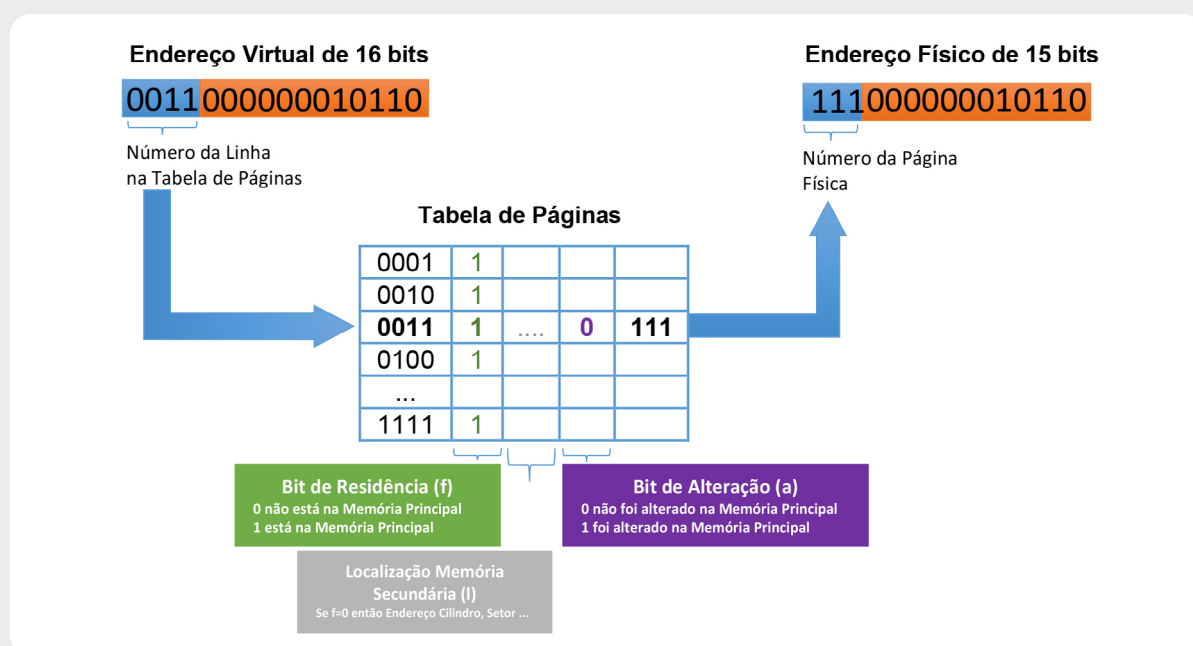 Endereço Virtual de 16 bits
0011000000010110
Número da Linha
na Tabela de Páginas
Endereço Físico de 15 bits
111000000010110
Número da Página
Física
Tabela de Páginas
0001 1
0010 1
0011 1 .... 0 111
0100 1
...
1111 1
Bit de Residência (f)
0 não está na Memória Principal
1 está na Memória Principal
Bit de Alteração (a)
0 não foi alterado na Memória Principal
1 foi alterado na Memória Principal
Localização Memória
Secundária (l)
Se f=0 então Endereço Cilindro, Setor ...